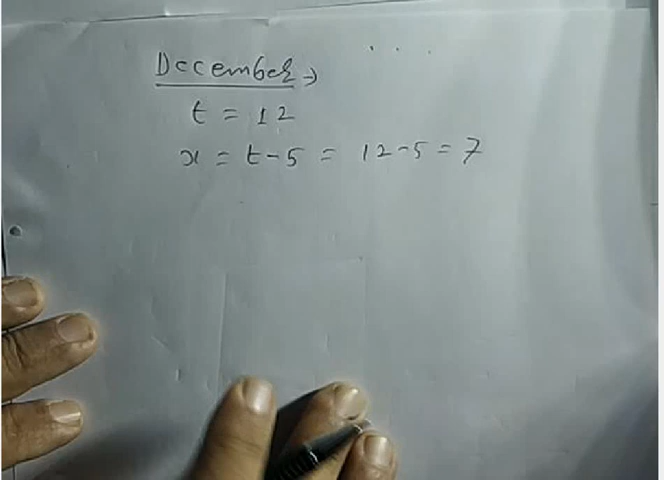 December →
t = 12
x = t - 5 = 12 - 5 = 7